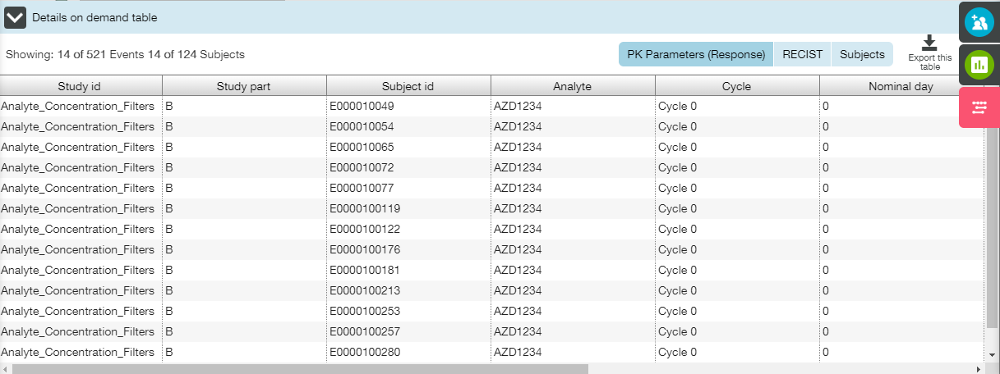 Details on demand table
Showing: 14 of 521 Events 14 of 124 Subjects
PK Parameters (Response) RECIST Subjects
Export this
table
Study id Study part Subject id Analyte Cycle Nominal day
Analyte_Concentration_Filters B E000010049 AZD1234 Cycle 0 0
Analyte_Concentration_Filters B E000010054 AZD1234 Cycle 0 0
Analyte_Concentration_Filters B E000010065 AZD1234 Cycle 0 0
Analyte_Concentration_Filters B E000010072 AZD1234 Cycle 0 0
Analyte_Concentration_Filters B E000010077 AZD1234 Cycle 0 0
Analyte_Concentration_Filters B E0000100119 AZD1234 Cycle 0 0
Analyte_Concentration_Filters B E0000100122 AZD1234 Cycle 0 0
Analyte_Concentration_Filters B E0000100176 AZD1234 Cycle 0 0
Analyte_Concentration_Filters B E0000100181 AZD1234 Cycle 0 0
Analyte_Concentration_Filters B E0000100213 AZD1234 Cycle 0 0
Analyte_Concentration_Filters B E0000100253 AZD1234 Cycle 0 0
Analyte_Concentration_Filters B E0000100257 AZD1234 Cycle 0 0
Analyte_Concentration_Filters B E0000100280 AZD1234 Cycle 0 0